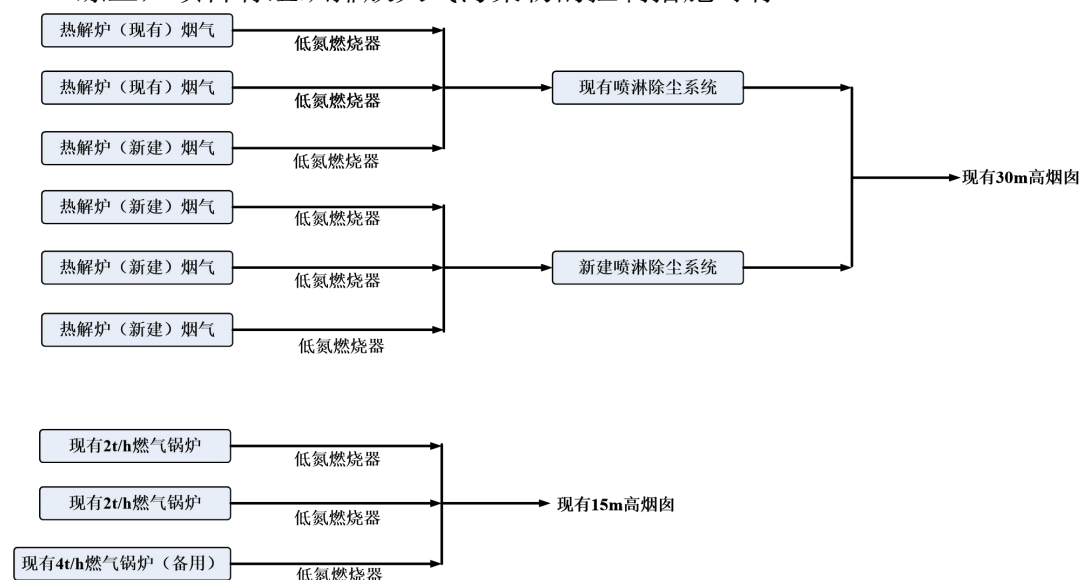 热解炉（现有）烟气
低氮燃烧器
热解炉（现有）烟气
低氮燃烧器
现有喷淋除尘系统
热解炉（新建）烟气
低氮燃烧器
现有30m高烟囱
热解炉（新建）烟气
低氮燃烧器
热解炉（新建）烟气
低氮燃烧器
新建喷淋除尘系统
热解炉（新建）烟气
低氮燃烧器
现有2t/h燃气锅炉
低氮燃烧器
现有2t/h燃气锅炉
低氮燃烧器
现有15m高烟囱
现有4t/h燃气锅炉（备用）
低氮燃烧器